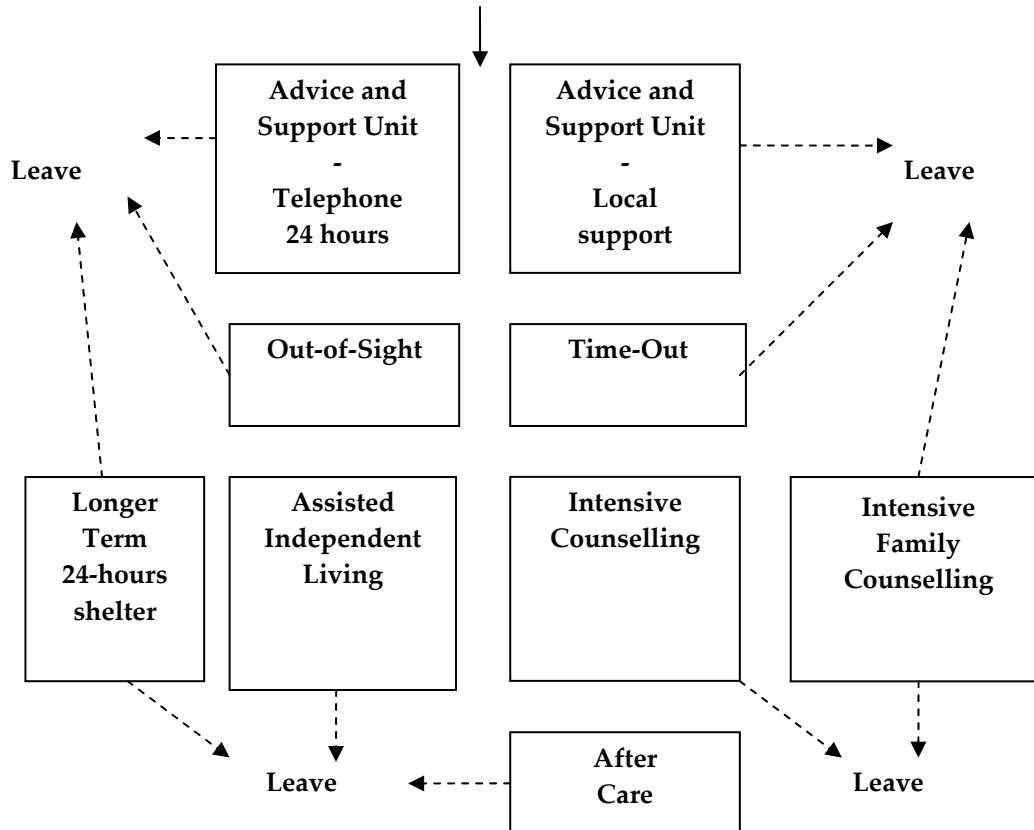 Advice and
Support Unit
-
Telephone
24 hours
Advice and
Support Unit
-
Local
support
Leave
Leave
Out-of-Sight
Time-Out
Longer
Term
24-hours
shelter
Assisted
Independent
Living
Intensive
Counselling
Intensive
Family
Counselling
Leave
After
Care
Leave